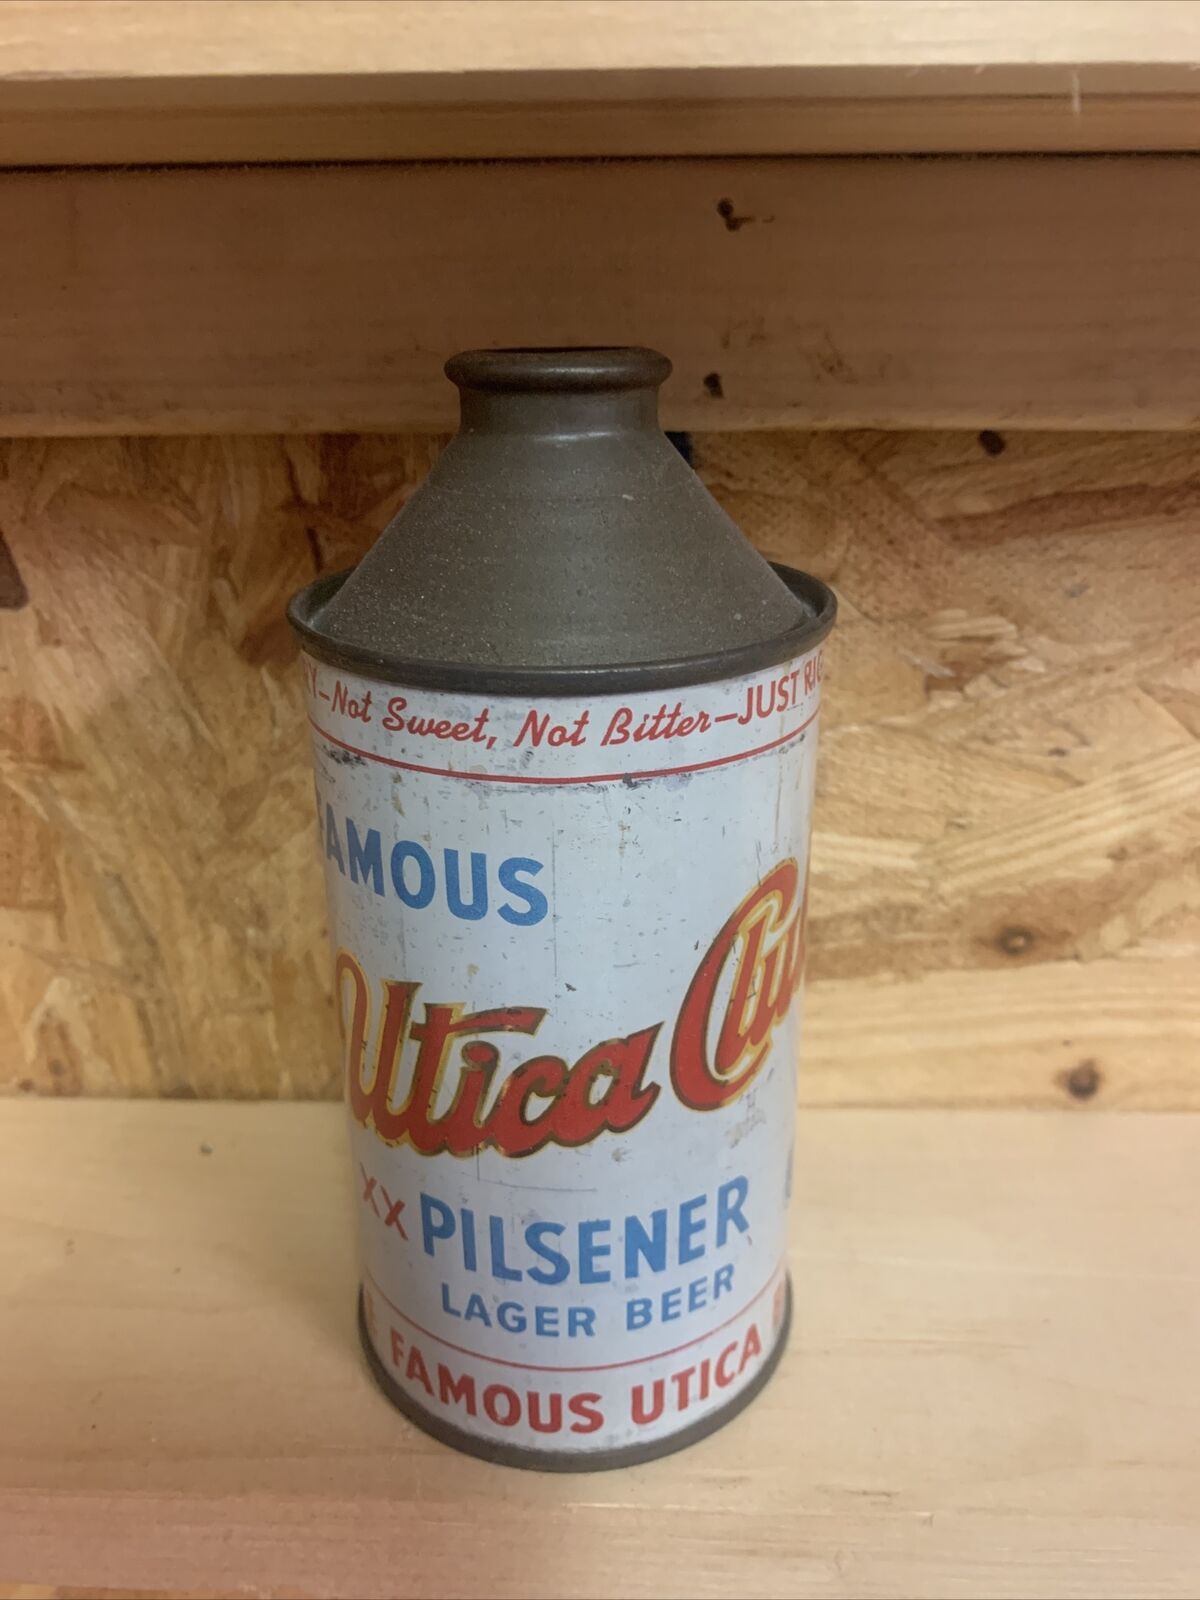 —Not Sweet, Not Bitter—JUST
FAMOUS
Utica
XX PILSENER
LAGER BEER
FAMOUS UTICA